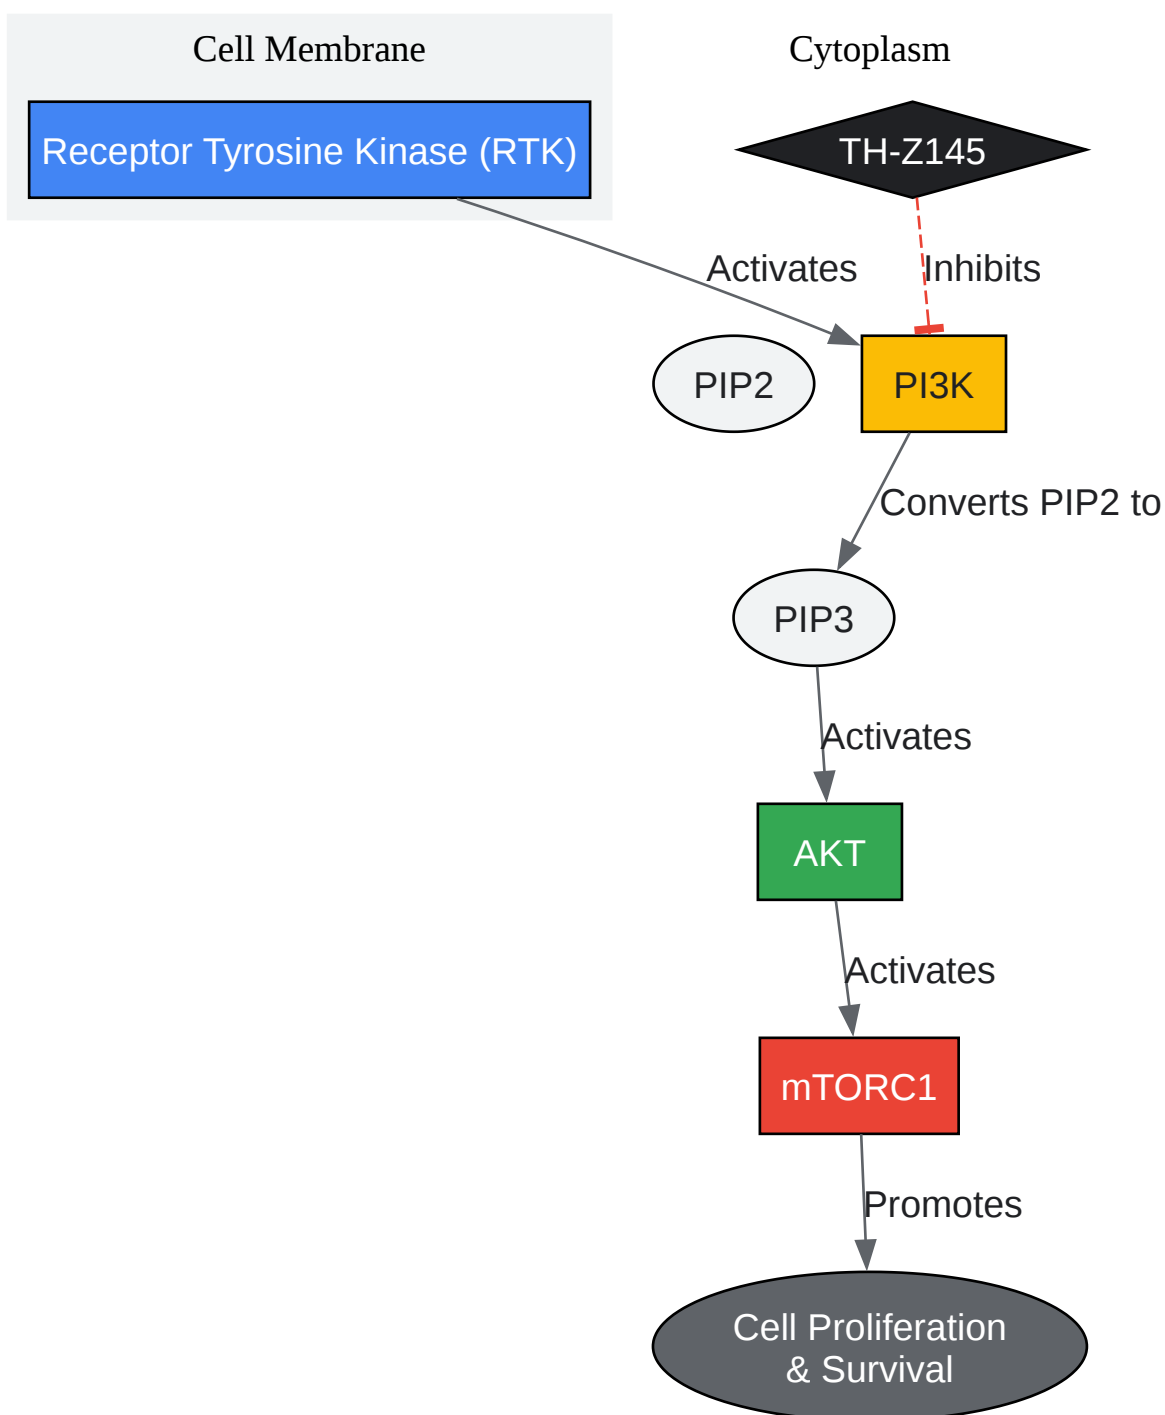 Cell Membrane
Cytoplasm
Receptor Tyrosine Kinase (RTK)
TH-Z145
Activates
Inhibits
PIP2
PI3K
Converts PIP2 to
PIP3
Activates
AKT
Activates
mTORC1
Promotes
Cell Proliferation
& Survival